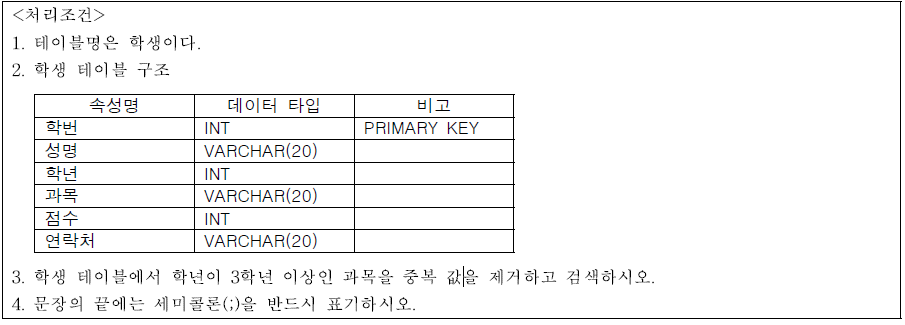 <처리조건>
1. 테이블명은 학생이다.
2. 학생 테이블 구조
속성명 데이터 타입 비고
학번 INT PRIMARY KEY
성명 VARCHAR(20)
학년 INT
과목 VARCHAR(20)
점수 INT
연락처 VARCHAR(20)
3. 학생 테이블에서 학년이 3학년 이상인 과목을 중복 값을 제거하고 검색하시오.
4. 문장의 끝에는 세미콜론(;)을 반드시 표기하시오.